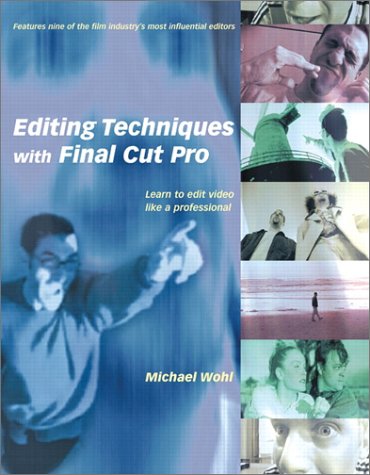 Features nine of the film industry's most influential editors
Editing Techniques
with Final Cut Pro
Learn to edit video
like a professional
Michael Wohl